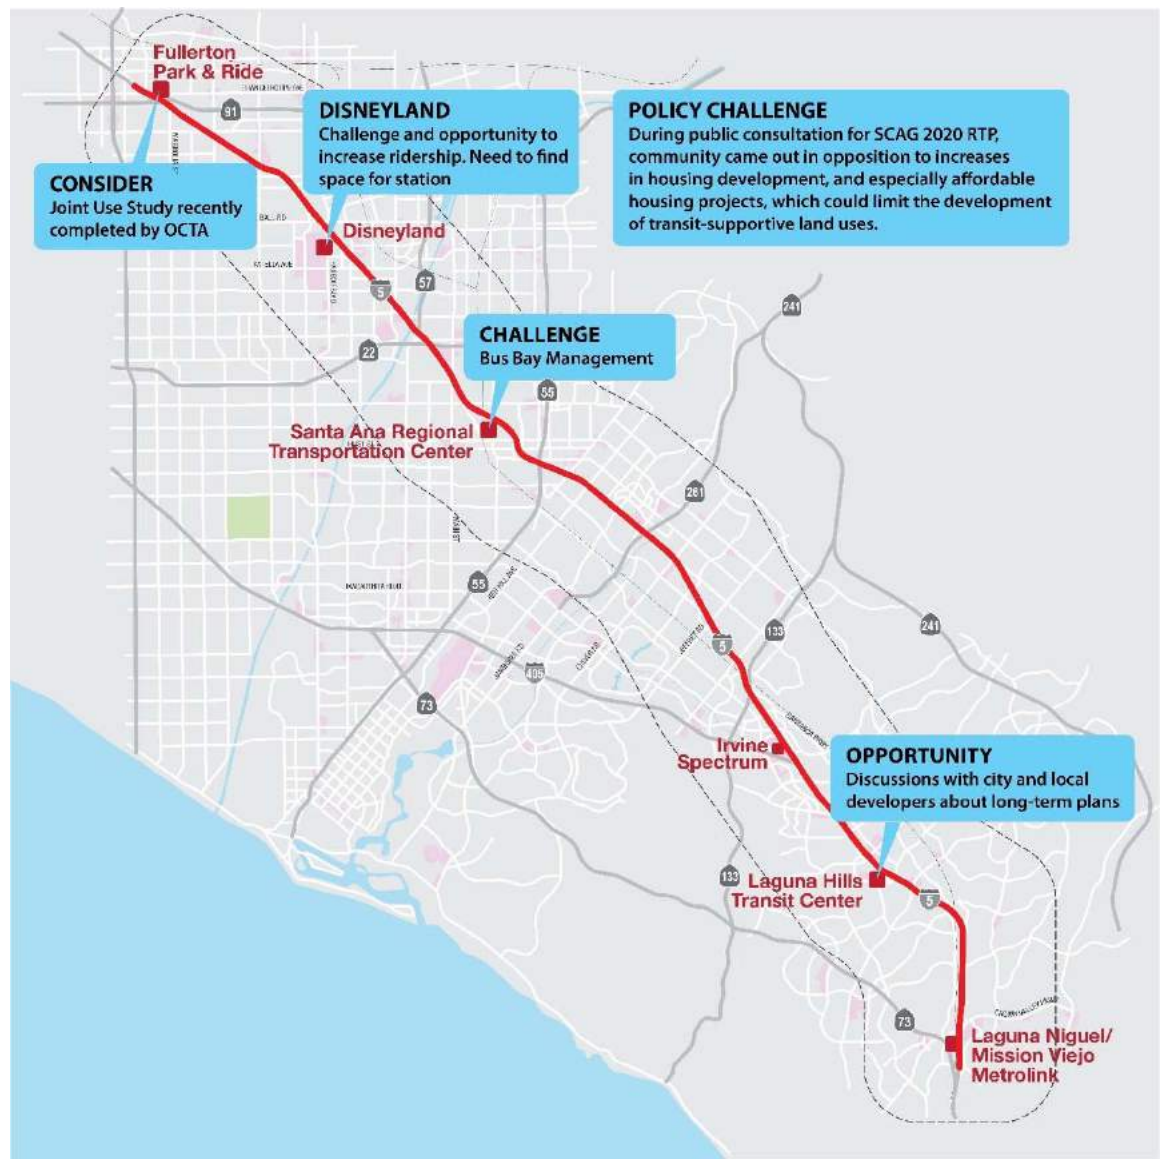 Fullerton
Park & Ride
91
DISNEYLAND
Challenge and opportunity to
increase ridership. Need to find
space for station
POLICY CHALLENGE
During public consultation for SCAG 2020 RTP,
community came out in opposition to increases
in housing development, and especially affordable
housing projects, which could limit the development
of transit-supportive land uses.
CONSIDER
Joint Use Study recently
completed by OCTA
BALL RD
Disneyland
KATELLA AVE
5
57
241
CHALLENGE
Bus Bay Management
22
55
Santa Ana Regional
Transportation Center
261
55
133
241
5
405
73
Irvine
Spectrum
OPPORTUNITY
Discussions with city and local
developers about long-term plans
133
Laguna Hills
Transit Center
5
73
Laguna Niguel/
Mission Viejo
Metrolink